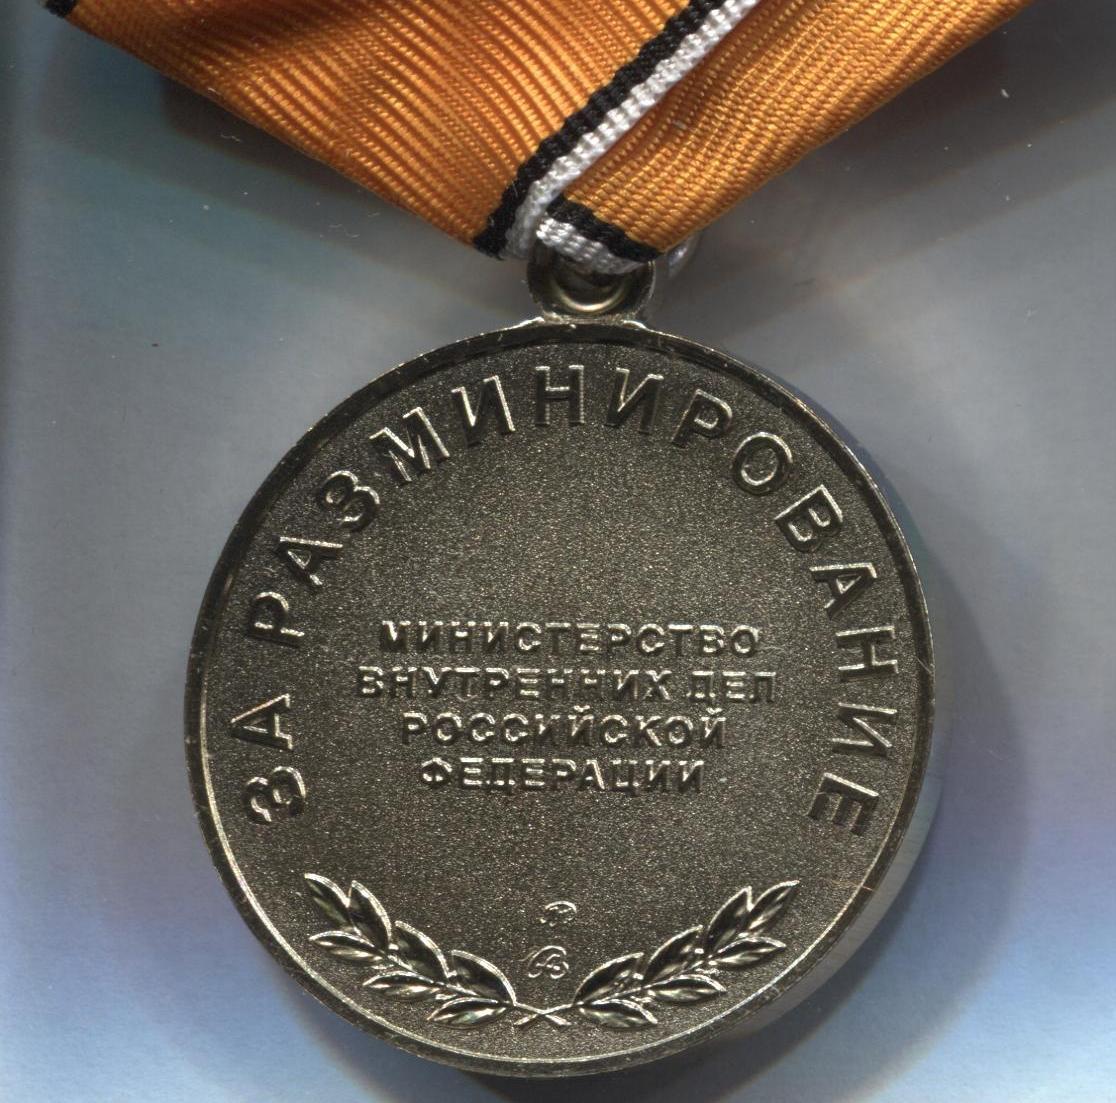 ЗА РАЗМИНИРОВАНИЕ
МИНИСТЕРСТВО
ВНУТРЕННИХ ДЕЛ
РОССИЙСКОЙ
ФЕДЕРАЦИИ